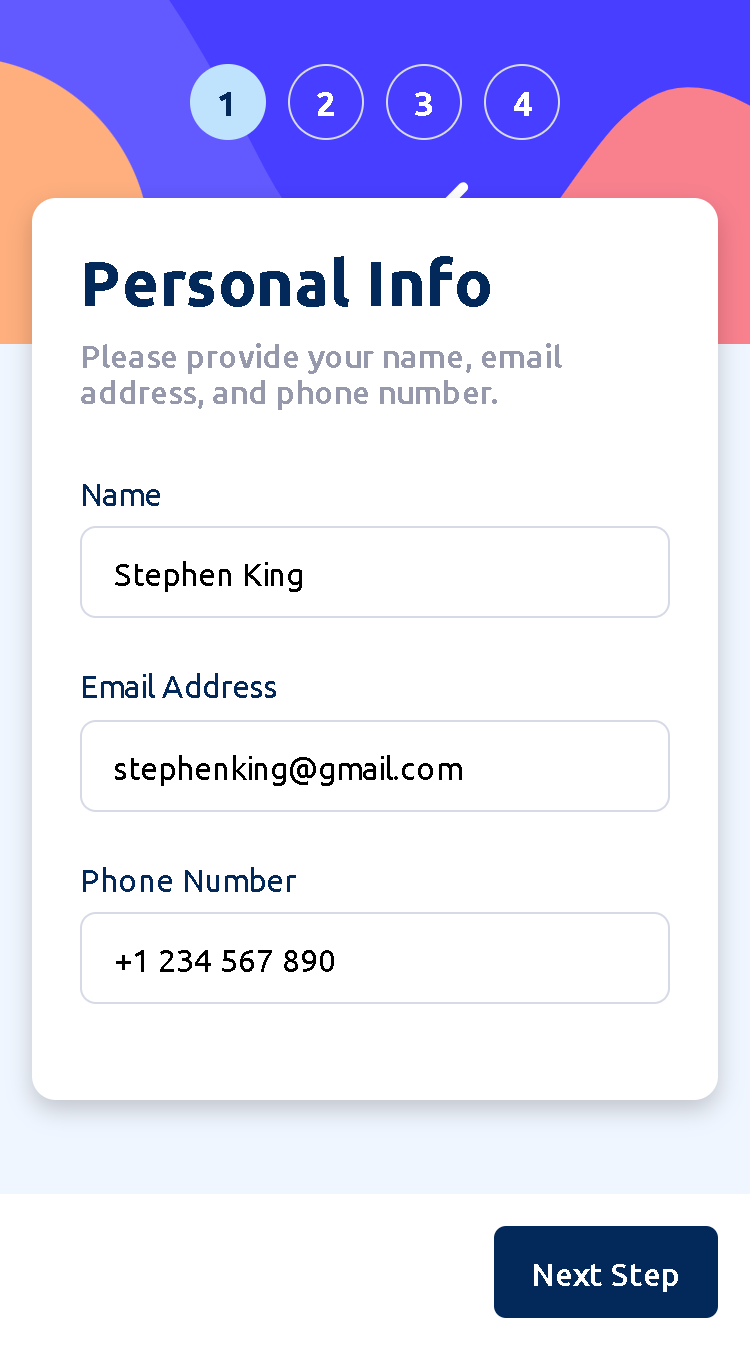 1 2 3 4
Personal Info
Please provide your name, email
address, and phone number.
Name
Stephen King
Email Address
stephenking@gmail.com
Phone Number
+1 234 567 890
Next Step